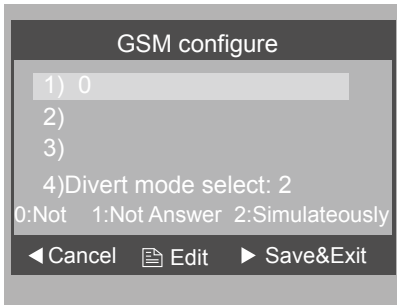 GSM configure
1) 0
2)
3)
4)Divert mode select: 2
0:Not 1:Not Answer 2:Simulateously
Cancel Edit Save&Exit